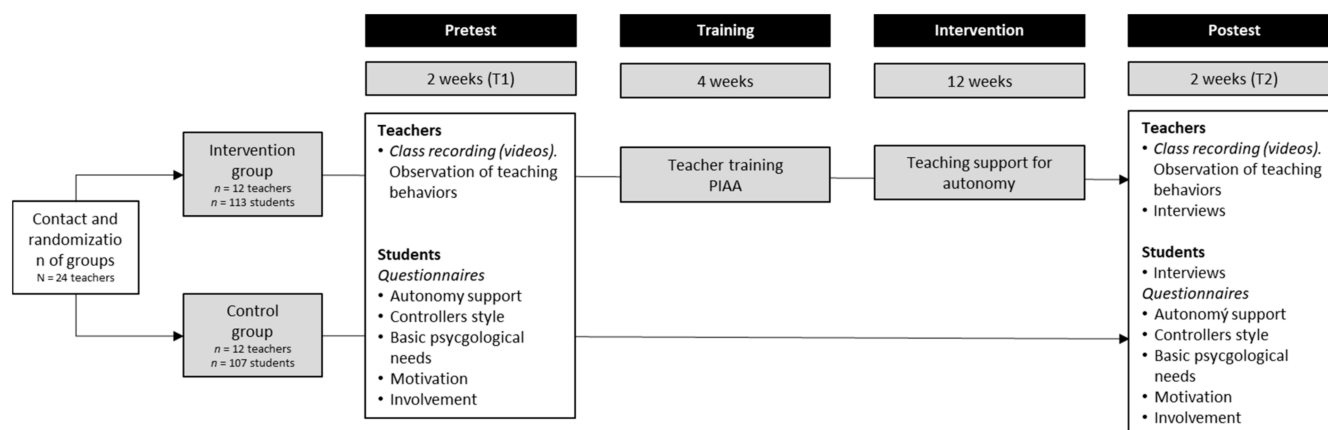 Pretest
Training
Intervention
Postest
2 weeks (T1)
4 weeks
12 weeks
2 weeks (T2)
Contact and
randomizatio
n of groups
N = 24 teachers
Intervention
group
n = 12 teachers
n = 113 students
Control
group
n = 12 teachers
n = 107 students
Teachers
• Class recording (videos).
Observation of teaching
behaviors
Students
Questionnaires
• Autonomy support
• Controllers style
• Basic psycgological
needs
• Motivation
• Involvement
Teacher training
PIAA
Teaching support for
autonomy
Teachers
• Class recording (videos).
Observation of teaching
behaviors
• Interviews
Students
• Interviews
Questionnaires
• Autonomý support
• Controllers style
• Basic psycgological
needs
• Motivation
• Involvement